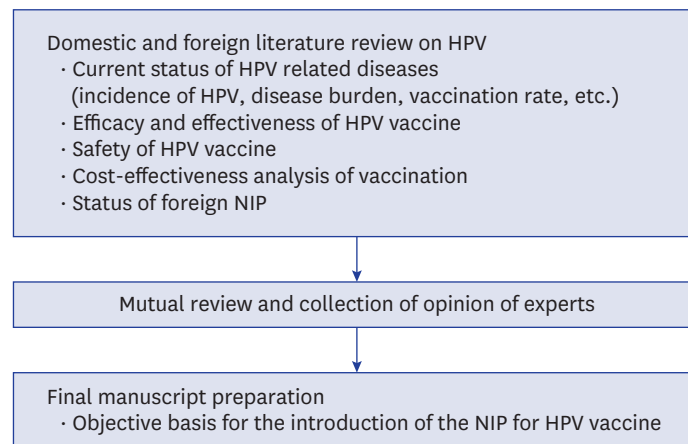 Domestic and foreign literature review on HPV
· Current status of HPV related diseases
(incidence of HPV, disease burden, vaccination rate, etc.)
· Efficacy and effectiveness of HPV vaccine
· Safety of HPV vaccine
· Cost-effectiveness analysis of vaccination
· Status of foreign NIP
Mutual review and collection of opinion of experts
Final manuscript preparation
· Objective basis for the introduction of the NIP for HPV vaccine